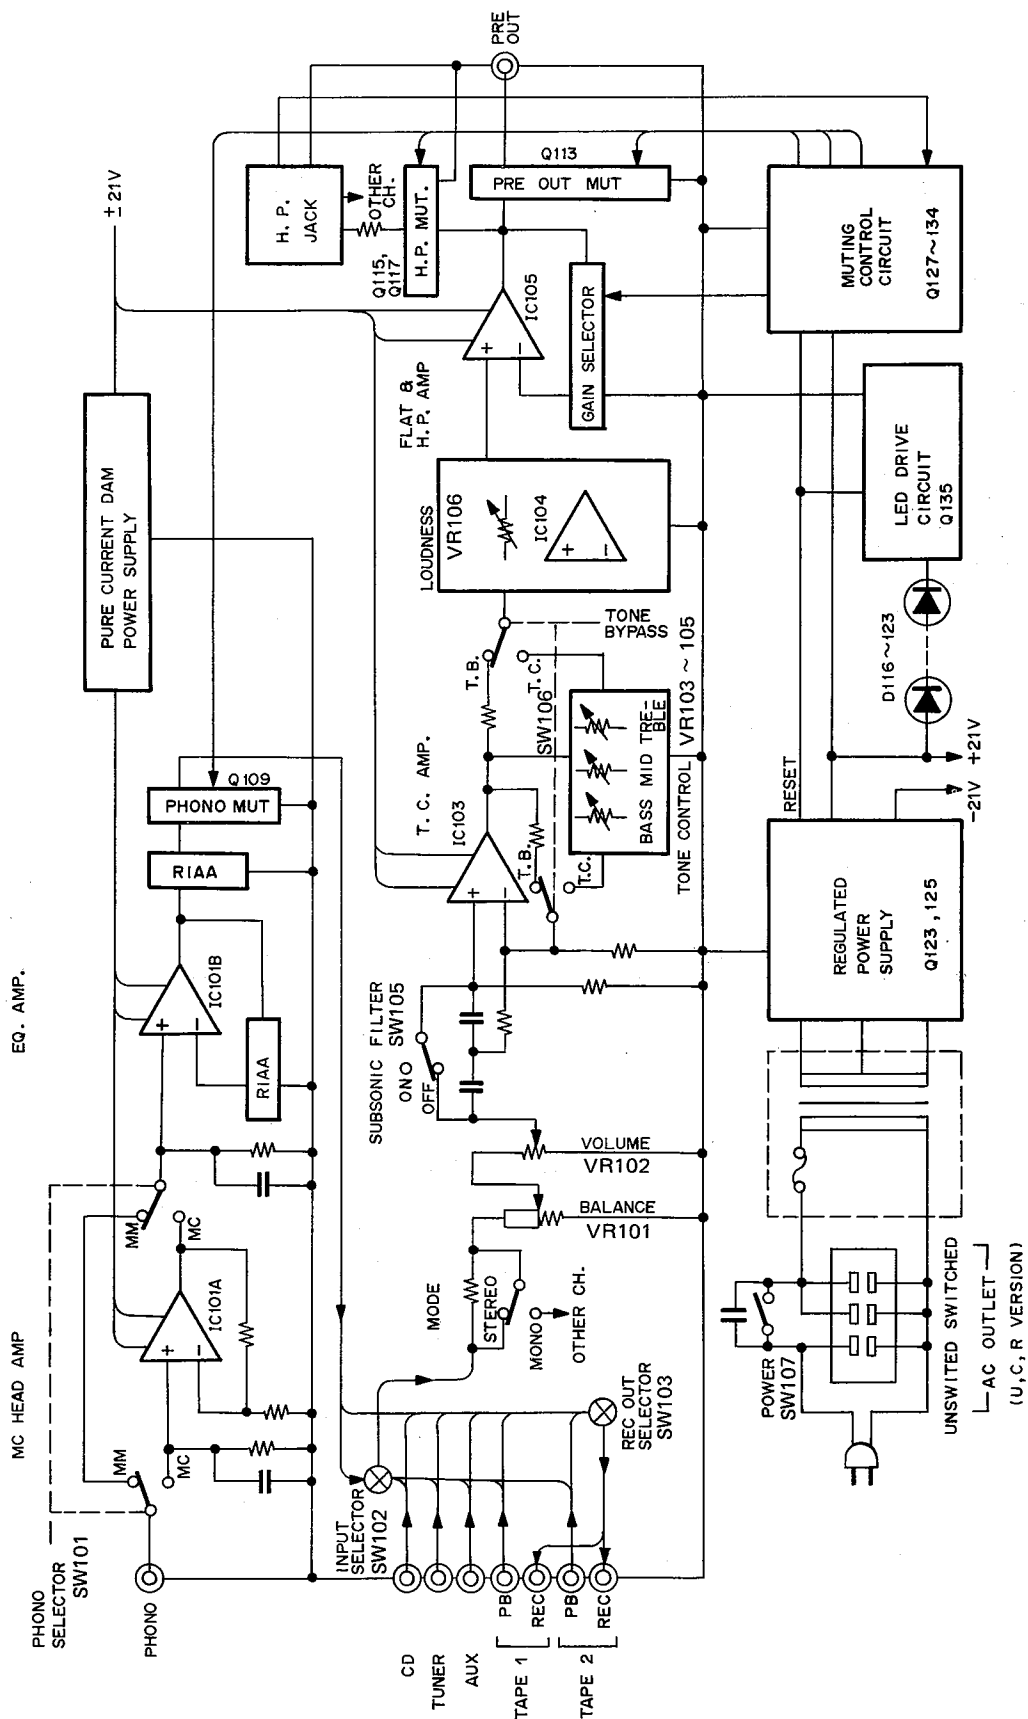 EQ. AMP.
MC HEAD AMP
PHONO
SELECTOR
SW101
MM
MC
PHONO
IC101A
MM
MC
IC101B
RIAA
RIAA
PHONO MUT
Q109
PURE CURRENT DAM
POWER SUPPLY
±21V
H. P.
JACK
OTHER
CH.
Q115,
Q117
H.P. MUT.
PRE
OUT
Q113
PRE OUT MUT
INPUT
SELECTOR
SW102
CD
TUNER
AUX
PB
REC
TAPE 1
PB
REC
TAPE 2
REC OUT
SELECTOR
SW103
MODE
STEREO
MONO
OTHER CH.
BALANCE
VR101
VOLUME
VR102
SUBSONIC FILTER
SW105
ON
OFF
T. C. AMP.
IC103
T. B.
T.C.
T. B.
T.C.
SW106
TONE
BYPASS
BASS MID TRE-
BLE
TONE CONTROL
VR103 ~ 105
LOUDNESS
VR106
IC104
FLAT &
H. P. AMP
IC105
GAIN SELECTOR
POWER
SW107
UNSWITED SWITCHED
AC OUTLET
(U, C, R VERSION)
REGULATED
POWER
SUPPLY
Q123, 125
RESET
-21V
+21V
D116~123
LED DRIVE
CIRCUIT
Q135
MUTING
CONTROL
CIRCUIT
Q127~134